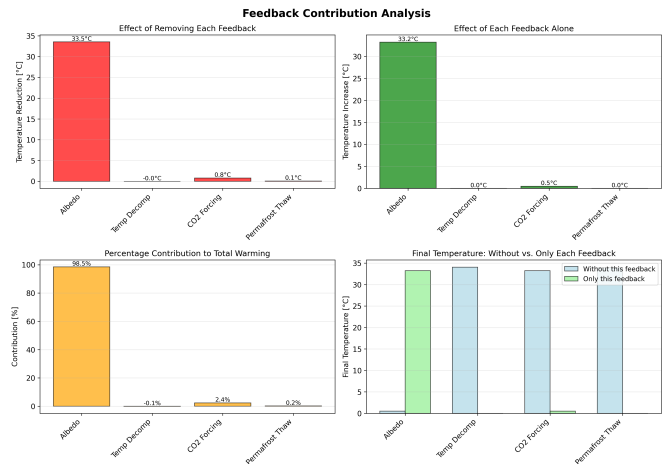 Feedback Contribution Analysis
Effect of Removing Each Feedback
Temperature Reduction [°C]
35
30
25
20
15
10
5
0
33.5°C
-0.0°C
0.8°C
0.1°C
Albedo
Temp Decomp
CO2 Forcing
Permafrost Thaw
Effect of Each Feedback Alone
Temperature Increase [°C]
30
25
20
15
10
5
0
33.2°C
0.0°C
0.5°C
0.0°C
Albedo
Temp Decomp
CO2 Forcing
Permafrost Thaw
Percentage Contribution to Total Warming
Contribution [%]
100
80
60
40
20
0
98.5%
-0.1%
2.4%
0.2%
Albedo
Temp Decomp
CO2 Forcing
Permafrost Thaw
Final Temperature: Without vs. Only Each Feedback
Final Temperature [°C]
35
30
25
20
15
10
5
0
Without this feedback
Only this feedback
Albedo
Temp Decomp
CO2 Forcing
Permafrost Thaw